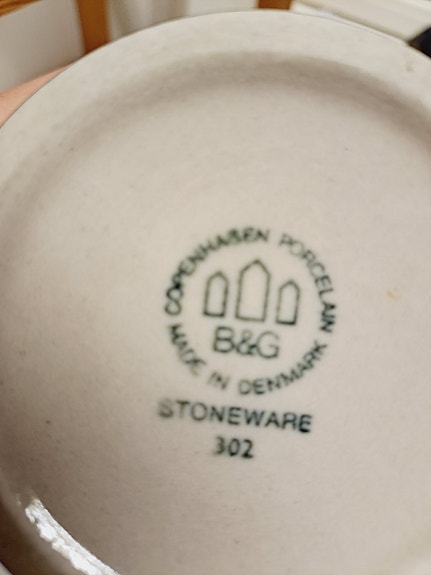 COPENHAGEN PORCELAIN
B&G
MADE IN DENMARK
STONEWARE
302